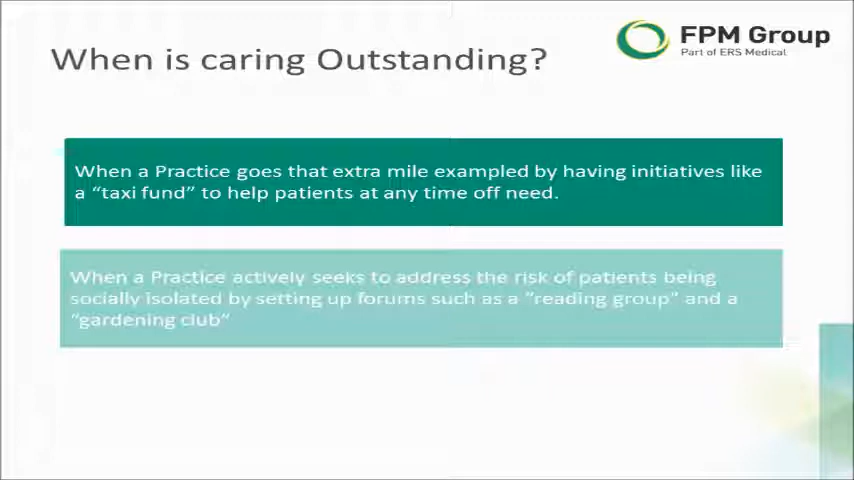 When is caring Outstanding?
FPM Group
Part of ERS Medical
When a Practice goes that extra mile exampled by having initiatives like
a “taxi fund” to help patients at any time off need.
When a Practice actively seeks to address the risk of patients being
socially isolated by setting up forums such as a “reading group” and a
“gardening club”